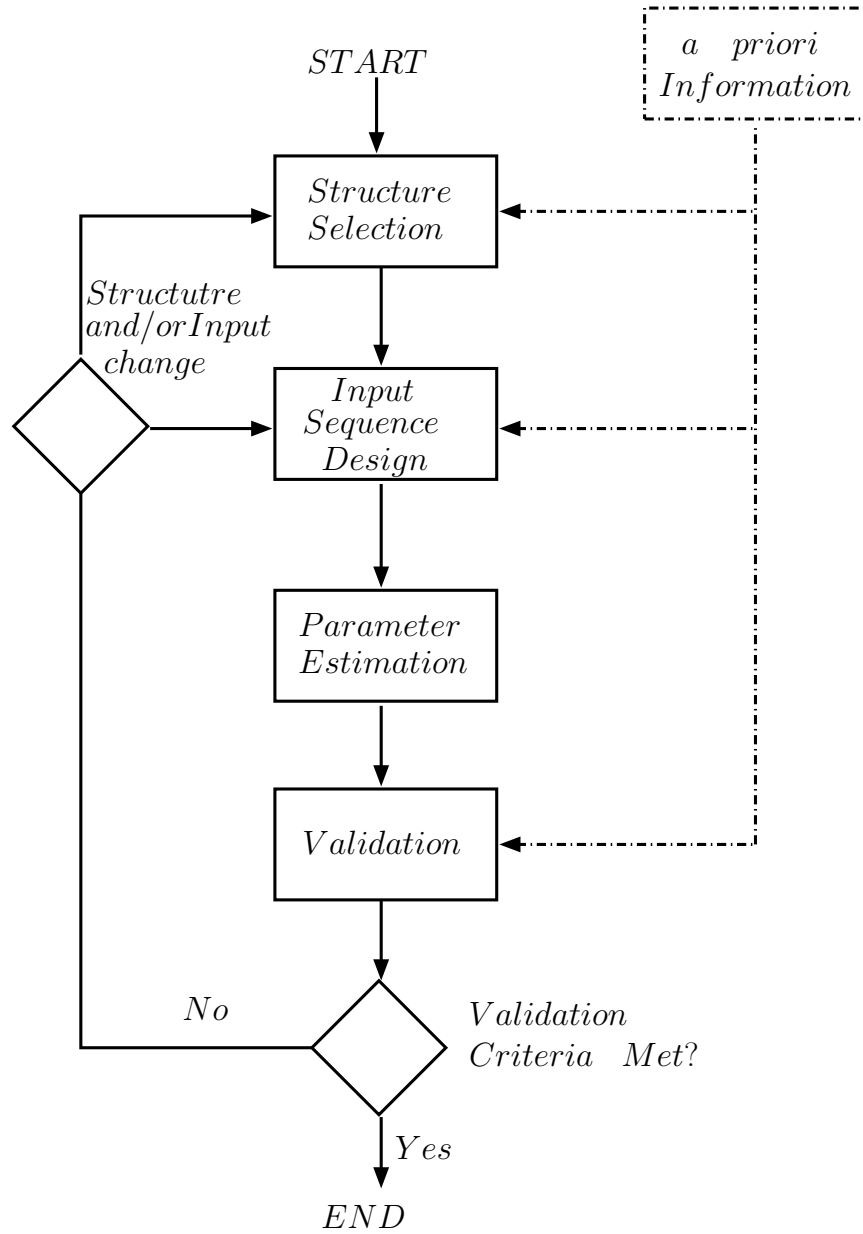 START
a priori
Information
Structure
Selection
Structutre
and/orInput
change
Input
Sequence
Design
Parameter
Estimation
Validation
No
Validation
Criteria Met?
Yes
END